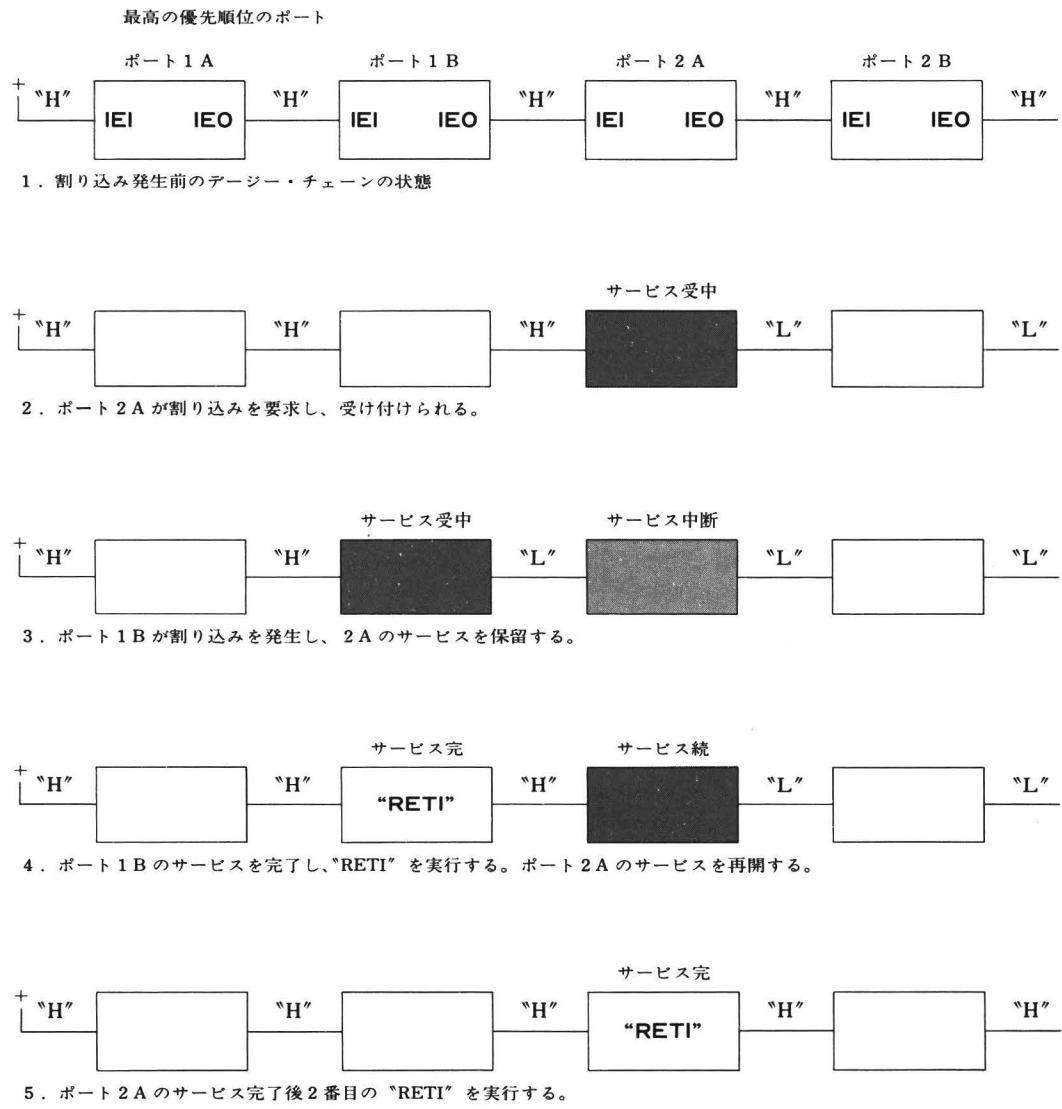 最高の優先順位のポート
ポート1A ポート1B ポート2A ポート2B
+ 〝H〞 IEI IEO 〝H〞 IEI IEO 〝H〞 IEI IEO 〝H〞 IEI IEO 〝H〞
1．割り込み発生前のデージー・チェーンの状態
サービス受中
+ 〝H〞 〝H〞 〝H〞 〝L〞 〝L〞
2．ポート2Aが割り込みを要求し、受け付けられる。
サービス受中 サービス中断
+ 〝H〞 〝H〞 〝L〞 〝L〞 〝L〞
3．ポート1Bが割り込みを発生し、2Aのサービスを保留する。
サービス完 サービス続
+ 〝H〞 〝H〞 “RETI” 〝H〞 〝L〞 〝L〞
4．ポート1Bのサービスを完了し、〝RETI〞を実行する。ポート2Aのサービスを再開する。
サービス完
+ 〝H〞 〝H〞 〝H〞 “RETI” 〝H〞 〝H〞
5．ポート2Aのサービス完了後2番目の〝RETI〞を実行する。